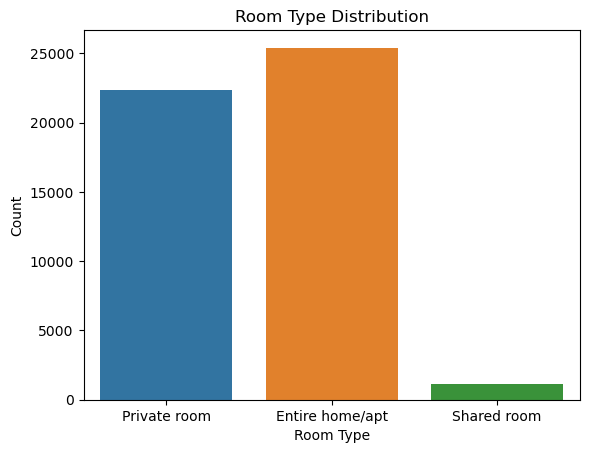 Room Type Distribution
Count
25000
20000
15000
10000
5000
0
Private room
Entire home/apt
Shared room
Room Type